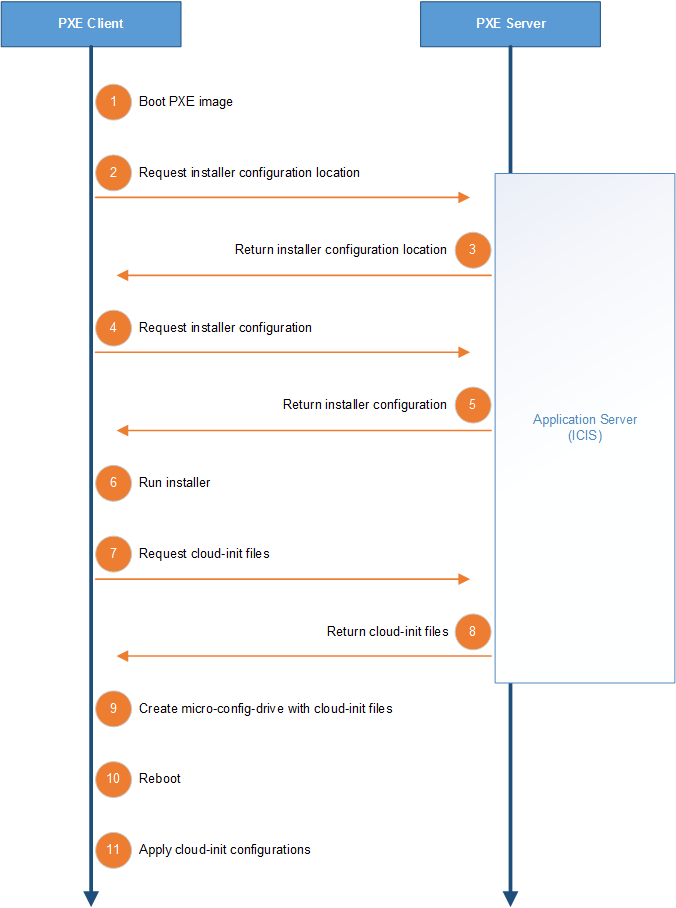 PXE Client
PXE Server
1
Boot PXE image
2
Request installer configuration location
Return installer configuration location
3
4
Request installer configuration
Return installer configuration
5
Application Server
(ICIS)
6
Run installer
7
Request cloud-init files
Return cloud-init files
8
9
Create micro-config-drive with cloud-init files
10
Reboot
11
Apply cloud-init configurations